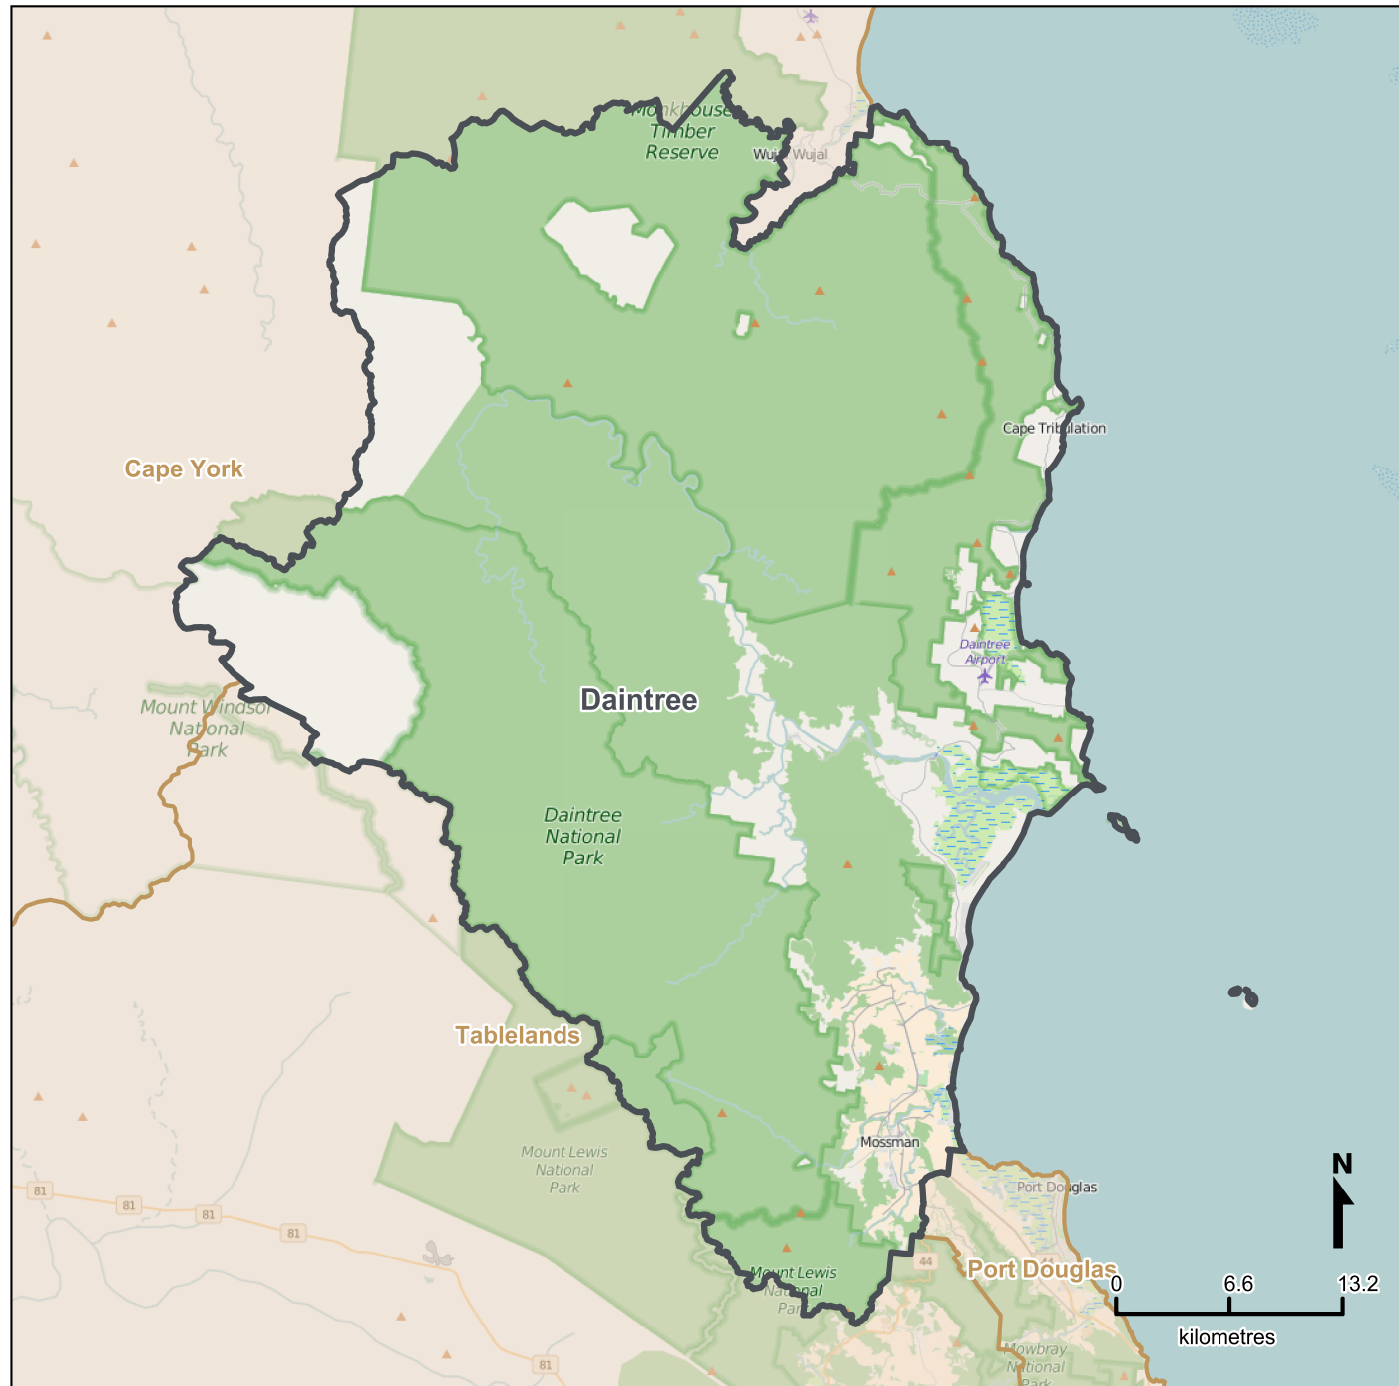 Monkhouse
Timber
Reserve
Wujal Wujal
Cape Tribulation
Cape York
Daintree
Airport
Daintree
Mount Windsor
National
Park
Daintree
National
Park
Tablelands
Mossman
Mount Lewis
National
Park
N
Port Douglas
81
81
81
81
44
44
Port Douglas
Mount Lewis
National
Park
0 6.6 13.2
kilometres
Mowbray
National
Park
81